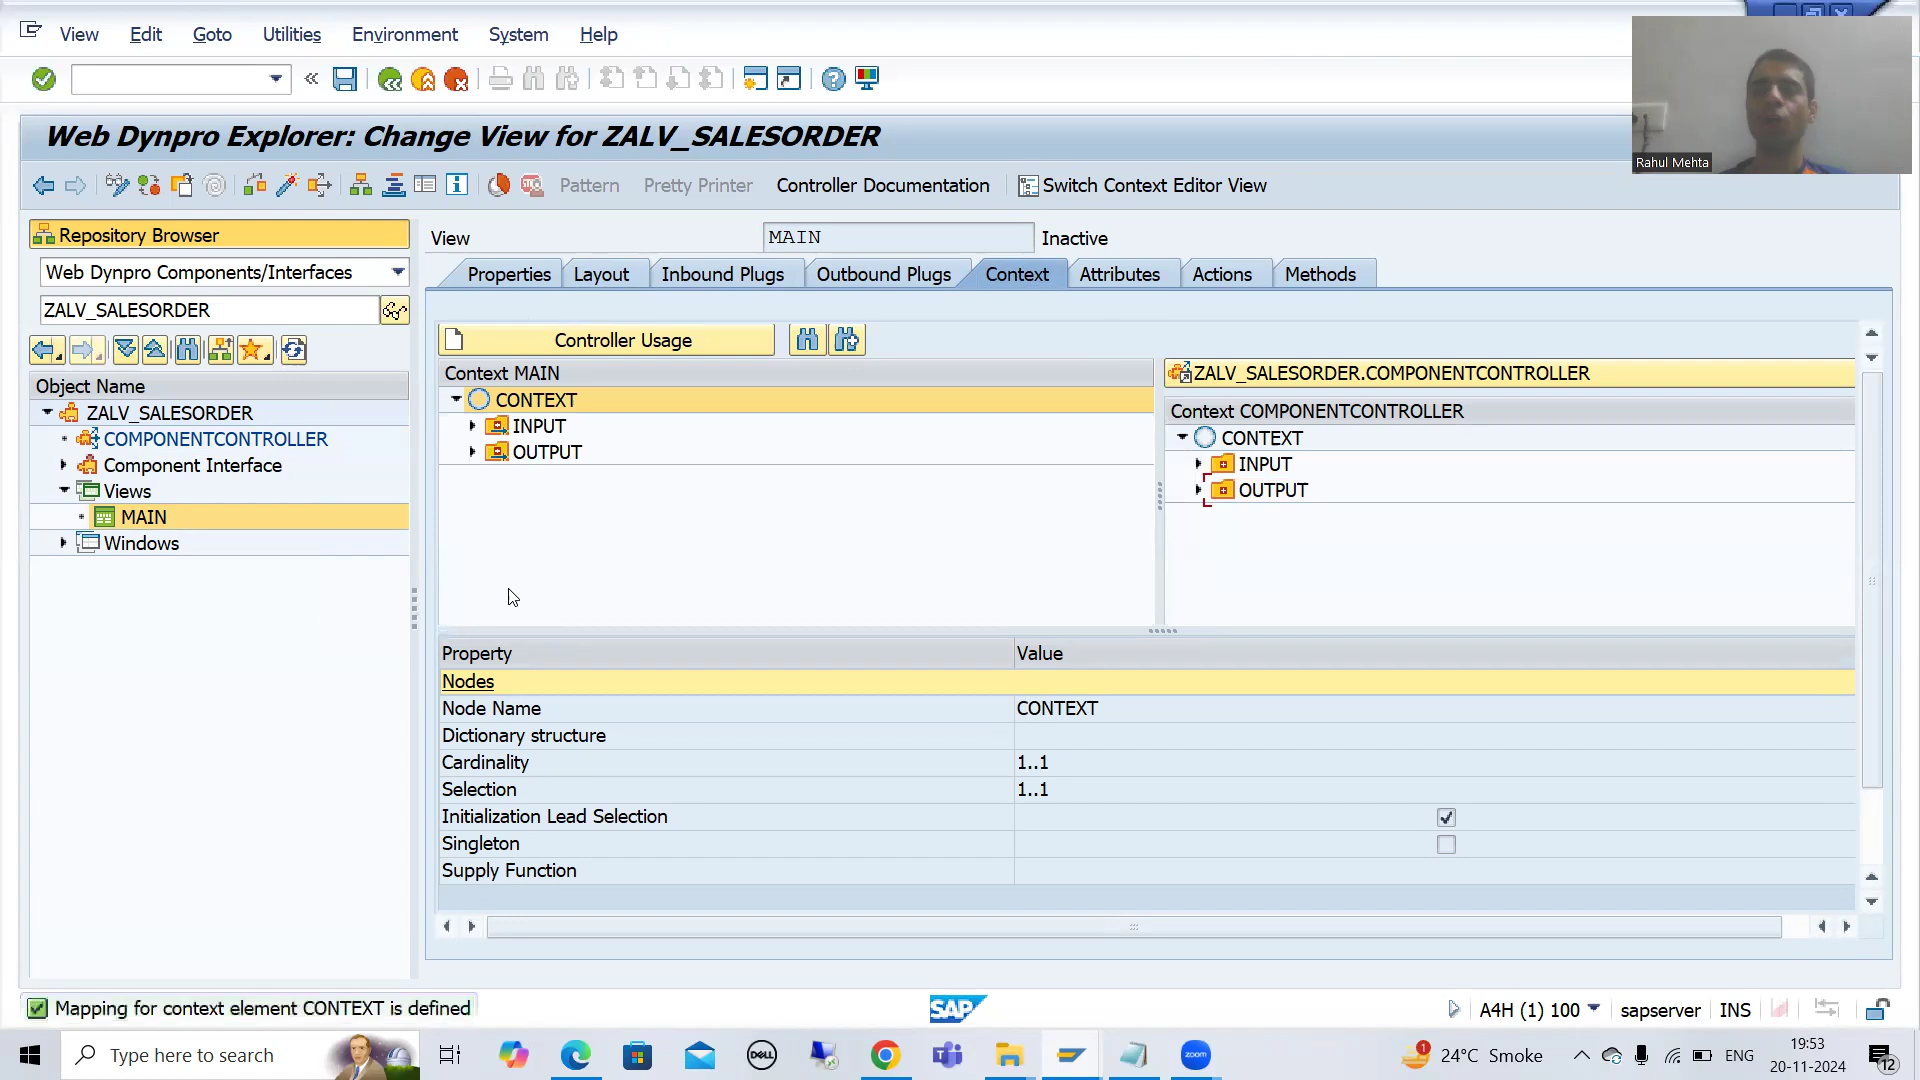 View Edit Goto Utilities Environment System Help
Rahul Mehta
Web Dynpro Explorer: Change View for ZALV_SALESORDER
Pattern Pretty Printer Controller Documentation Switch Context Editor View
Repository Browser
Web Dynpro Components/Interfaces
ZALV_SALESORDER
Object Name
ZALV_SALESORDER
COMPONENTCONTROLLER
Component Interface
Views
MAIN
Windows
View MAIN Inactive
Properties Layout Inbound Plugs Outbound Plugs Context Attributes Actions Methods
Controller Usage
Context MAIN
CONTEXT
INPUT
OUTPUT
ZALV_SALESORDER.COMPONENTCONTROLLER
Context COMPONENTCONTROLLER
CONTEXT
INPUT
OUTPUT
Property Value
Nodes
Node Name CONTEXT
Dictionary structure
Cardinality 1..1
Selection 1..1
Initialization Lead Selection
Singleton
Supply Function
Mapping for context element CONTEXT is defined
SAP
A4H (1) 100 sapserver INS
Type here to search
DELL
zoom
1
24°C Smoke
ENG
19:53
20-11-2024
12